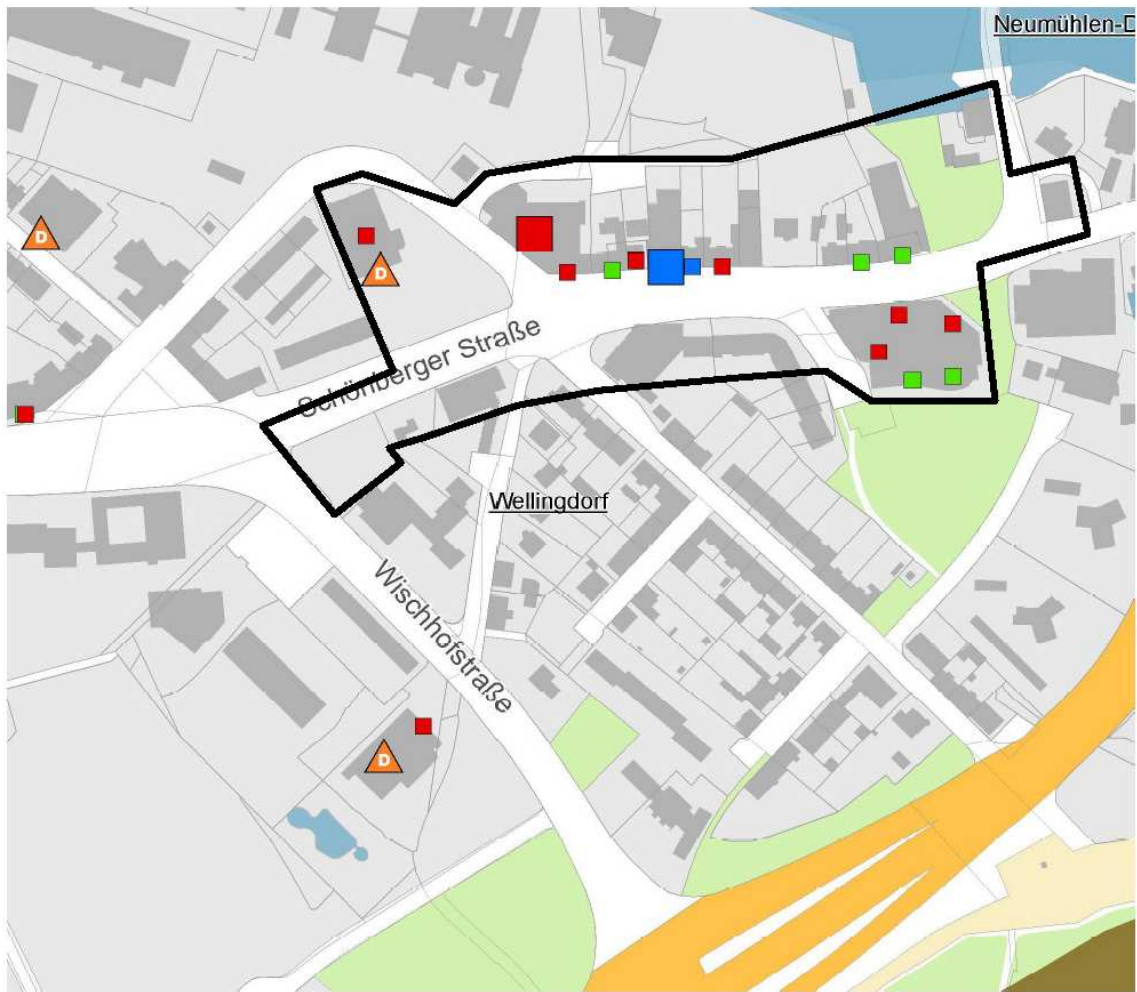 Neumühlen-D
D
D
Schönberger Straße
Wellingdorf
Wischhofstraße
D